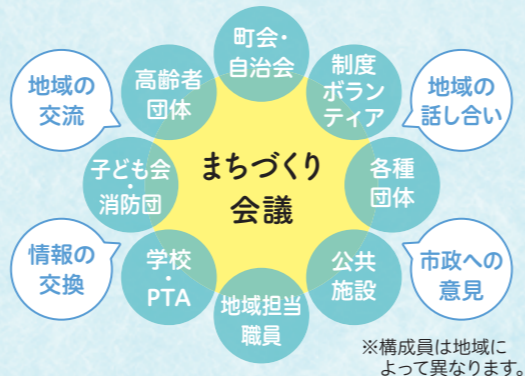 町会・
自治会
制度
ボラン
ティア
各種
団体
公共
施設
地域担当
職員
学校
・
PTA
子ども会
・
消防団
高齢者
団体
まちづくり
会議
地域の
交流
地域の
話し合い
情報の
交換
市政への
意見
※構成員は地域に
よって異なります。